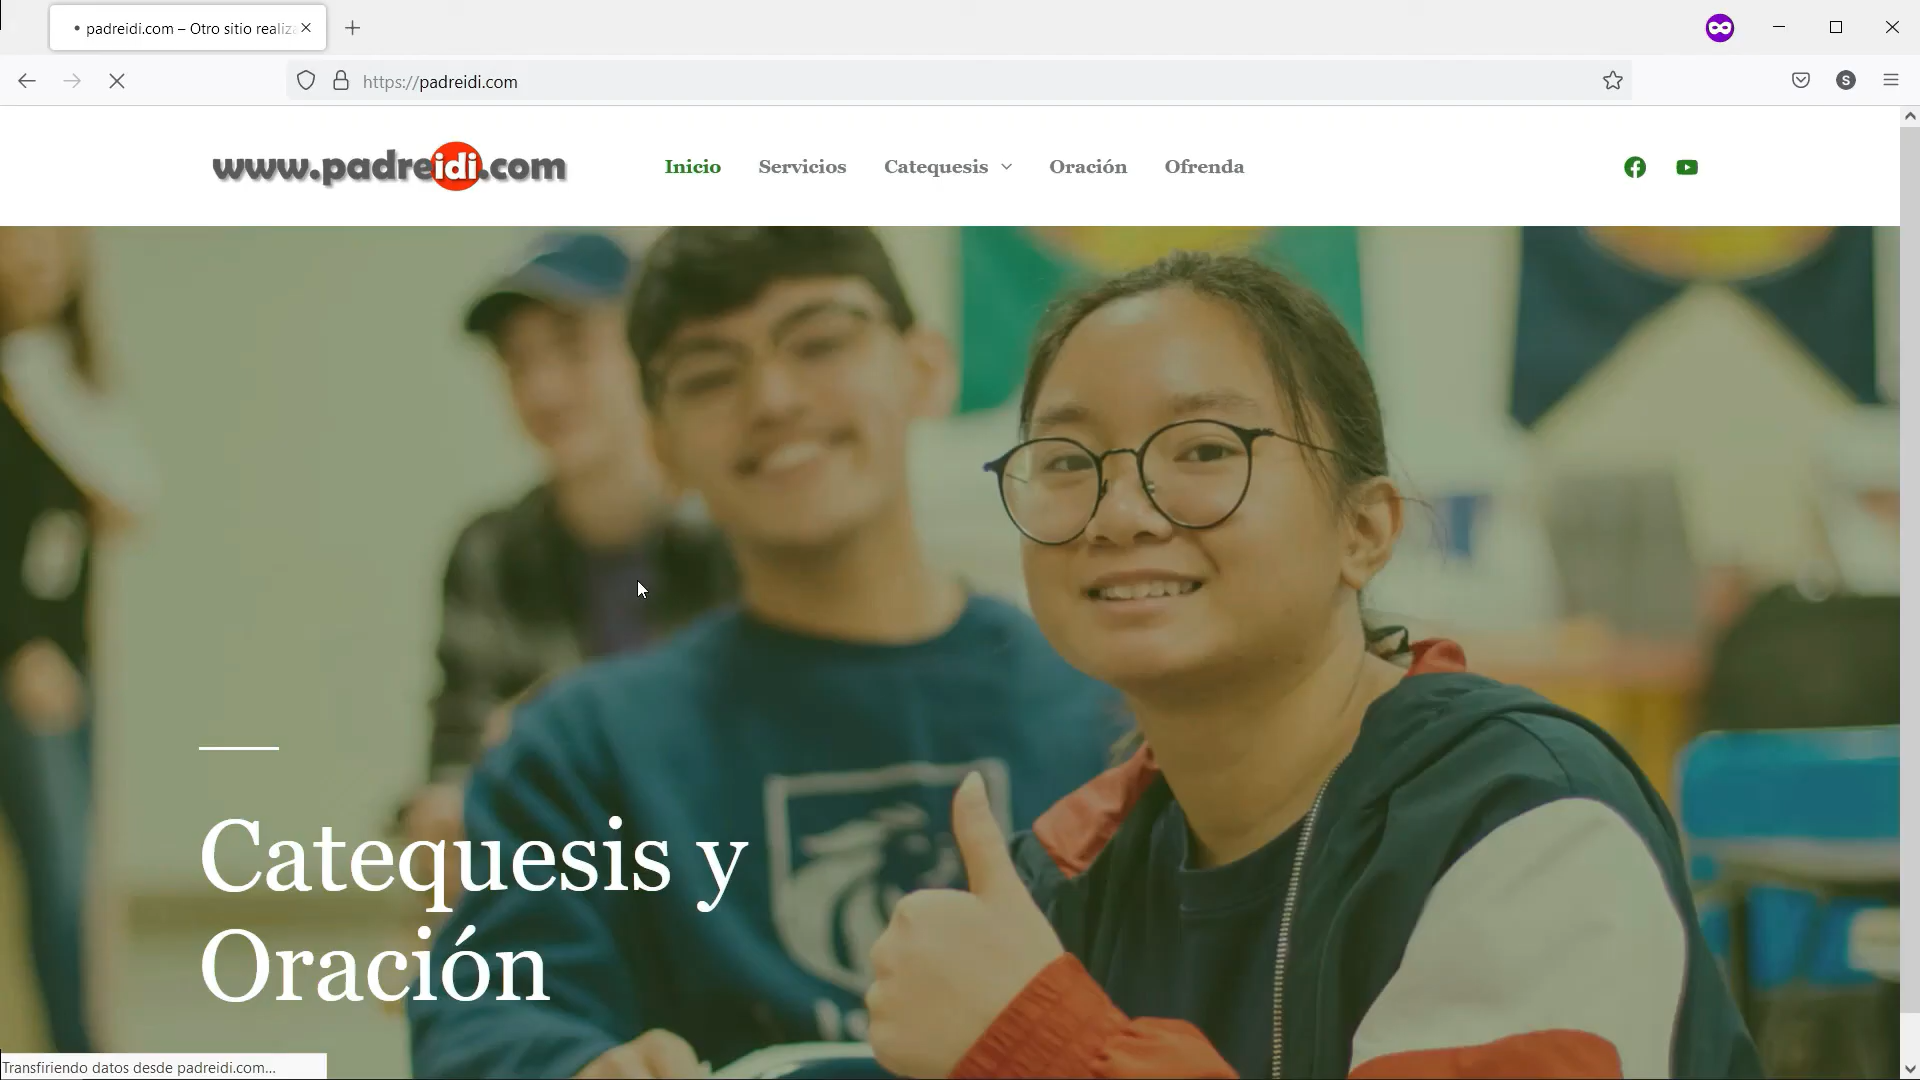 padreidi.com – Otro sitio realiza
https://padreidi.com
S
www.padreidi.com
Inicio
Servicios
Catequesis
Oración
Ofrenda
Catequesis y
Oración
Transfiriendo datos desde padreidi.com...